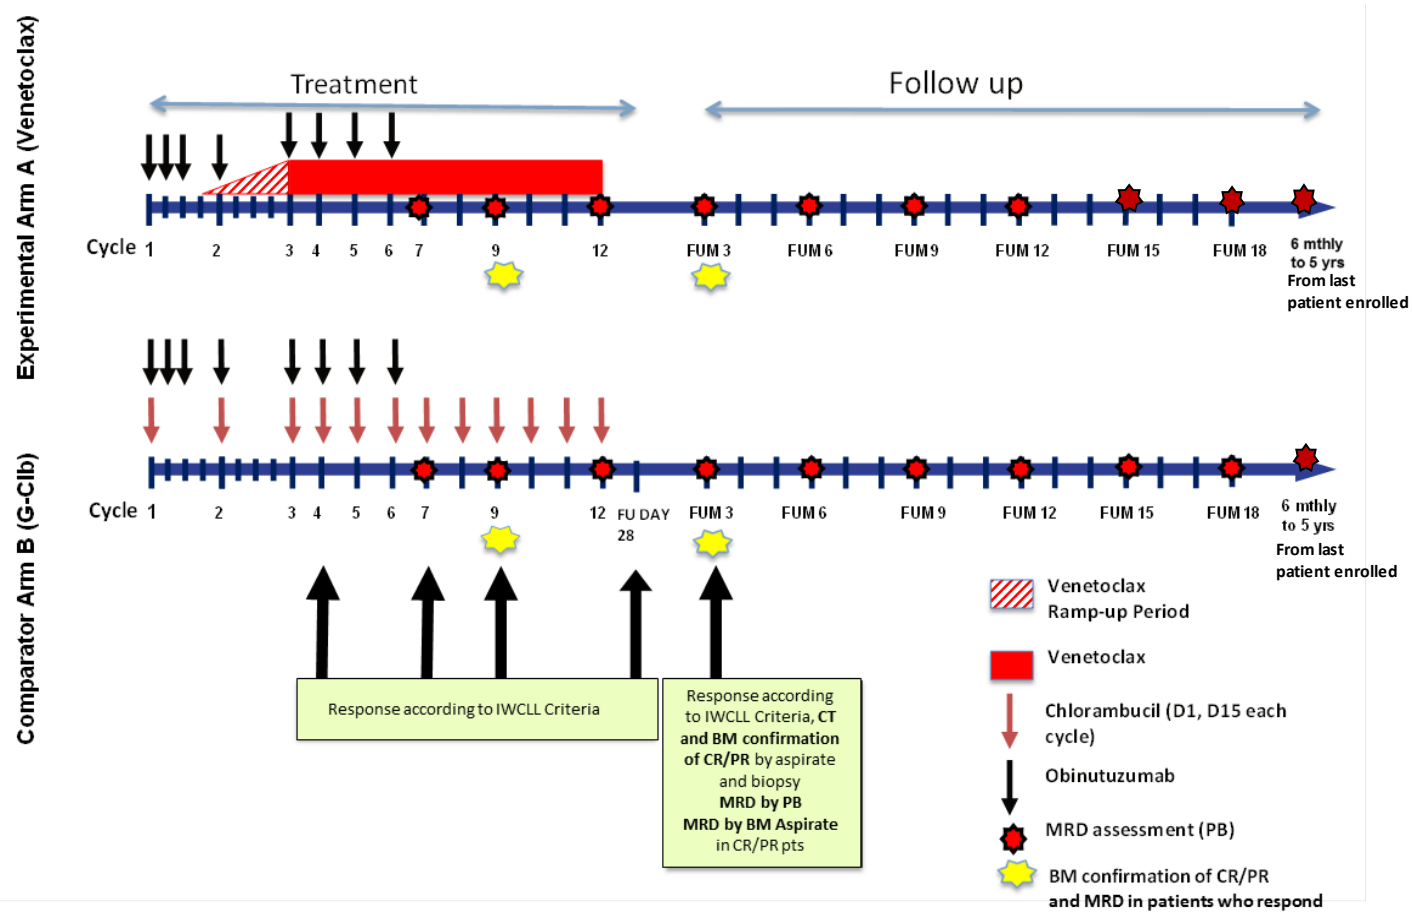 Experimental Arm A (Venetoclax)
Treatment
Follow up
Cycle 1 2 3 4 5 6 7 9 12 FUM 3 FUM 6 FUM 9 FUM 12 FUM 15 FUM 18 6 mthly
to 5 yrs
From last
patient enrolled
Comparator Arm B (G-Clb)
Cycle 1 2 3 4 5 6 7 9 12 FU DAY
28
FUM 3 FUM 6 FUM 9 FUM 12 FUM 15 FUM 18 6 mthly
to 5 yrs
From last
patient enrolled
Response according to IWCLL Criteria
Response according
to IWCLL Criteria, CT
and BM confirmation
of CR/PR by aspirate
and biopsy
MRD by PB
MRD by BM Aspirate
in CR/PR pts
Venetoclax
Ramp-up Period
Venetoclax
Chlorambucil (D1, D15 each
cycle)
Obinutuzumab
MRD assessment (PB)
BM confirmation of CR/PR
and MRD in patients who respond